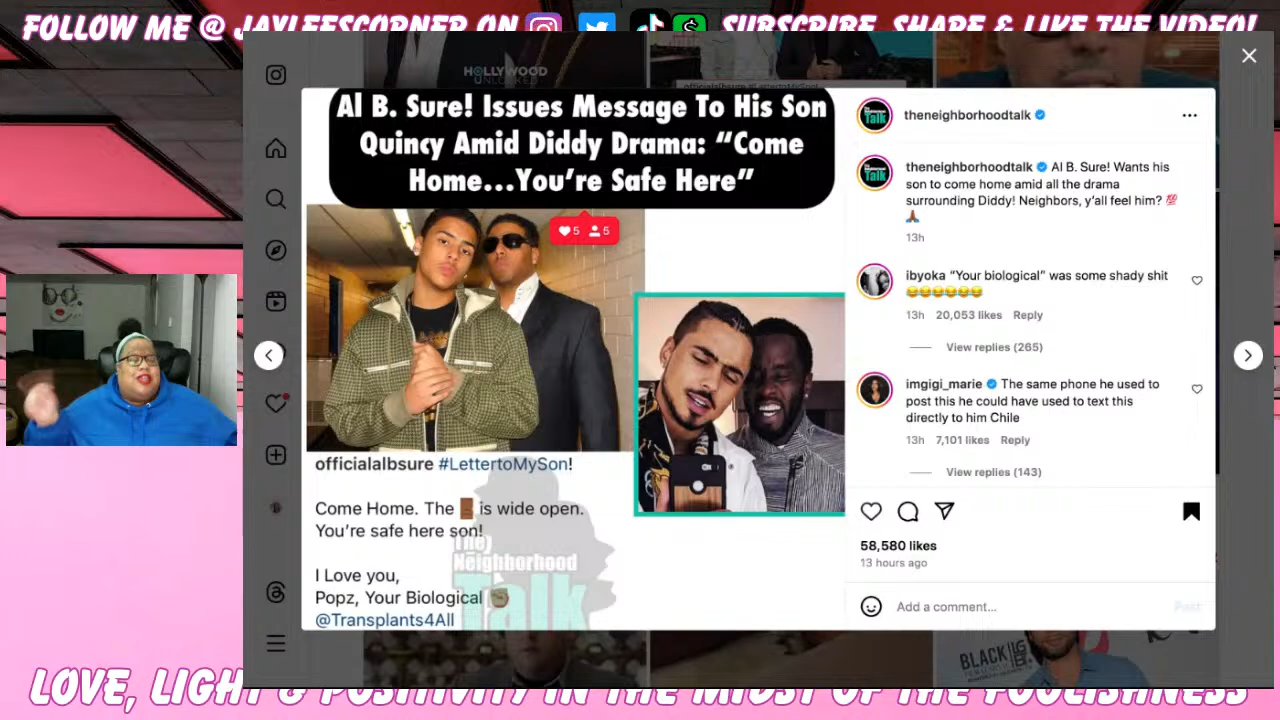 FOLLOW ME @ JAYLEESCORNER ON
SUBSCRIBE, SHARE & LIKE THE VIDEO!
HOLLYWOOD
UNLOCKED
Al B. Sure! Issues Message To His Son
Quincy Amid Diddy Drama: “Come
Home...You’re Safe Here”
5 5
officialalbsure #LettertoMySon!
Come Home. The 🚪 is wide open.
You’re safe here son!
I Love you,
Popz, Your Biological ✊🏾
@Transplants4All
The
Neighborhood
Talk
theneighborhoodtalk
theneighborhoodtalk Al B. Sure! Wants his
son to come home amid all the drama
surrounding Diddy! Neighbors, y’all feel him? 💯
🙏🏾
13h
ibyoka “Your biological” was some shady shit
😂😂😂😂😂😂
13h 20,053 likes Reply
View replies (265)
imgigi_marie The same phone he used to
post this he could have used to text this
directly to him Chile
13h 7,101 likes Reply
View replies (143)
58,580 likes
13 hours ago
Add a comment...
Post
BLACK
LOVE, LIGHT & POSITIVITY IN THE MIDST OF THE FOOLISHNESS